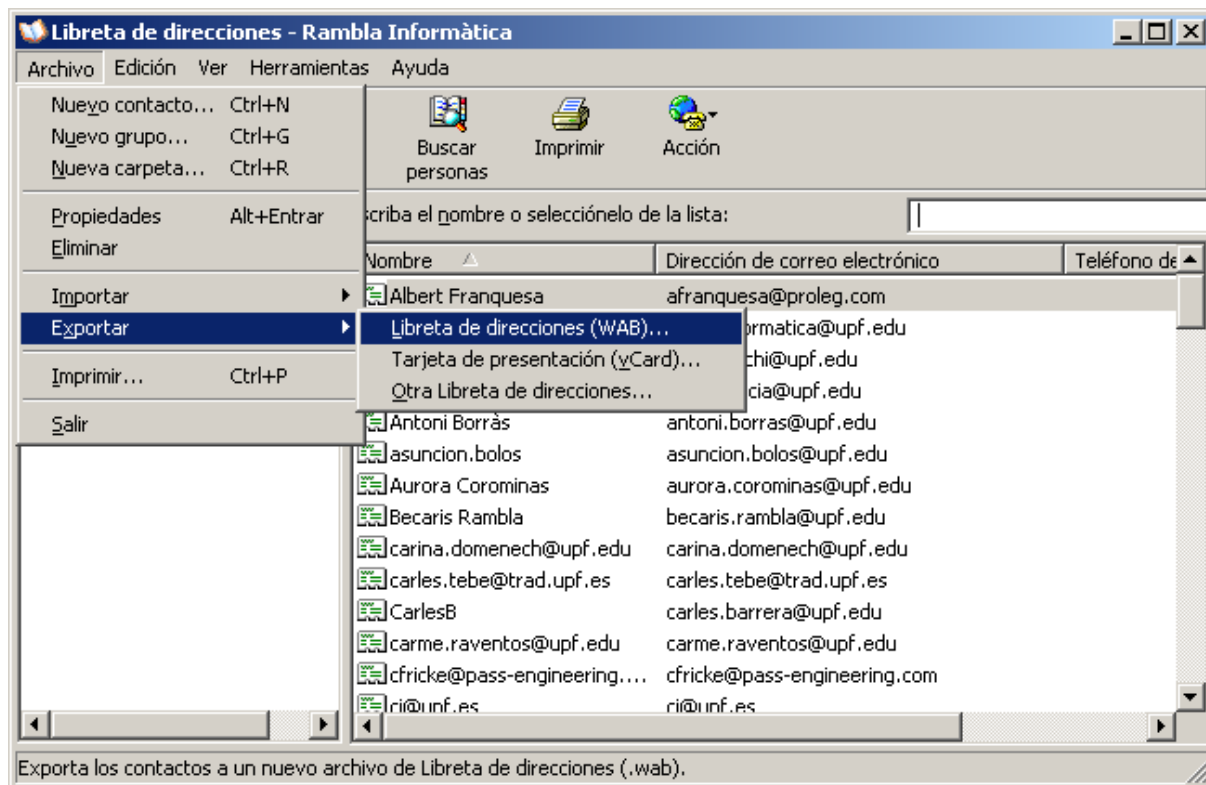 Libreta de direcciones - Rambla Informàtica
Archivo Edición Ver Herramientas Ayuda
Nuevo contacto... Ctrl+N
Nuevo grupo... Ctrl+G
Nueva carpeta... Ctrl+R
Propiedades Alt+Entrar
Eliminar
Importar
Exportar
Imprimir... Ctrl+P
Salir
Libreta de direcciones (WAB)...
Tarjeta de presentación (vCard)...
Otra Libreta de direcciones...
Buscar personas
Imprimir
Acción
criba el nombre o selecciónelo de la lista:
Nombre Dirección de correo electrónico Teléfono de
Albert Franquesa afranquesa@proleg.com
ormatica@upf.edu
chi@upf.edu
cia@upf.edu
Antoni Borràs antoni.borras@upf.edu
asuncion.bolos asuncion.bolos@upf.edu
Aurora Corominas aurora.corominas@upf.edu
Becaris Rambla becaris.rambla@upf.edu
carina.domenech@upf.edu carina.domenech@upf.edu
carles.tebe@trad.upf.es carles.tebe@trad.upf.es
CarlesB carles.barrera@upf.edu
carme.raventos@upf.edu carme.raventos@upf.edu
cfricke@pass-engineering.... cfricke@pass-engineering.com
ci@upf.es ci@upf.es
Exporta los contactos a un nuevo archivo de Libreta de direcciones (.wab).